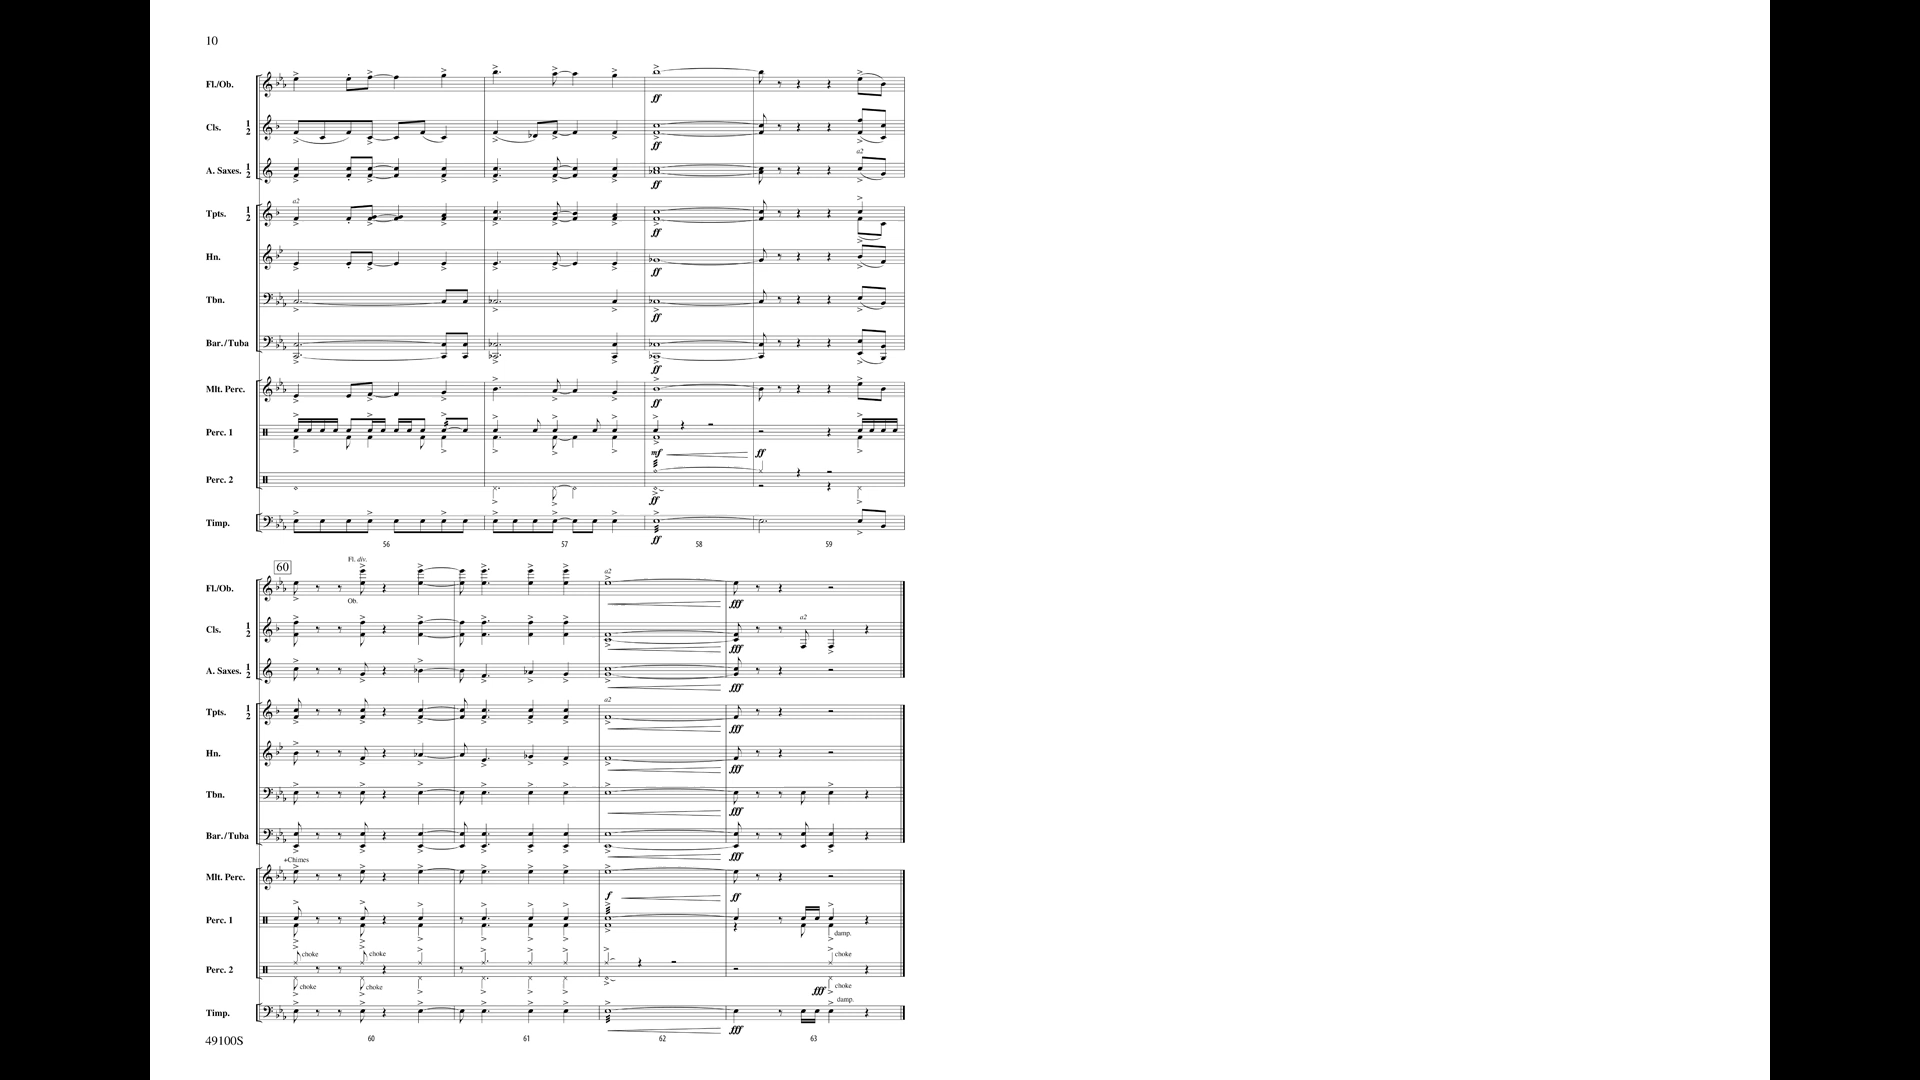 10
Fl./Ob.
ff
Cls. 1 2
ff
a2
A. Saxes. 1 2
ff
a2
Tpts. 1 2
ff
Hn.
ff
Tbn.
ff
Bar./Tuba
ff
Mlt. Perc.
ff
Perc. 1
mf ff
Perc. 2
ff
Timp.
ff
56 57 58 59
60
Fl. div.
a2
Fl./Ob.
Ob.
fff
a2
Cls. 1 2
fff
A. Saxes. 1 2
fff
a2
Tpts. 1 2
fff
Hn.
fff
Tbn.
fff
Bar./Tuba
fff
+Chimes
Mlt. Perc.
f ff
Perc. 1
damp.
choke choke choke
Perc. 2
choke choke fff choke
damp.
Timp.
fff
49100S 60 61 62 63